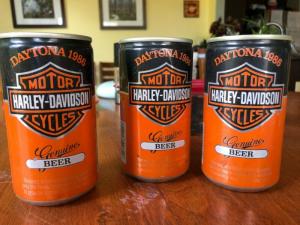 DAYTONA 1988
MOTOR
HARLEY-DAVIDSON
CYCLES
Genuine
BEER
DAYTONA 1988
MOTOR
HARLEY-DAVIDSON
CYCLES
Genuine
BEER
DAYTONA 1988
MOTOR
HARLEY-DAVIDSON
CYCLES
Genuine
BEER